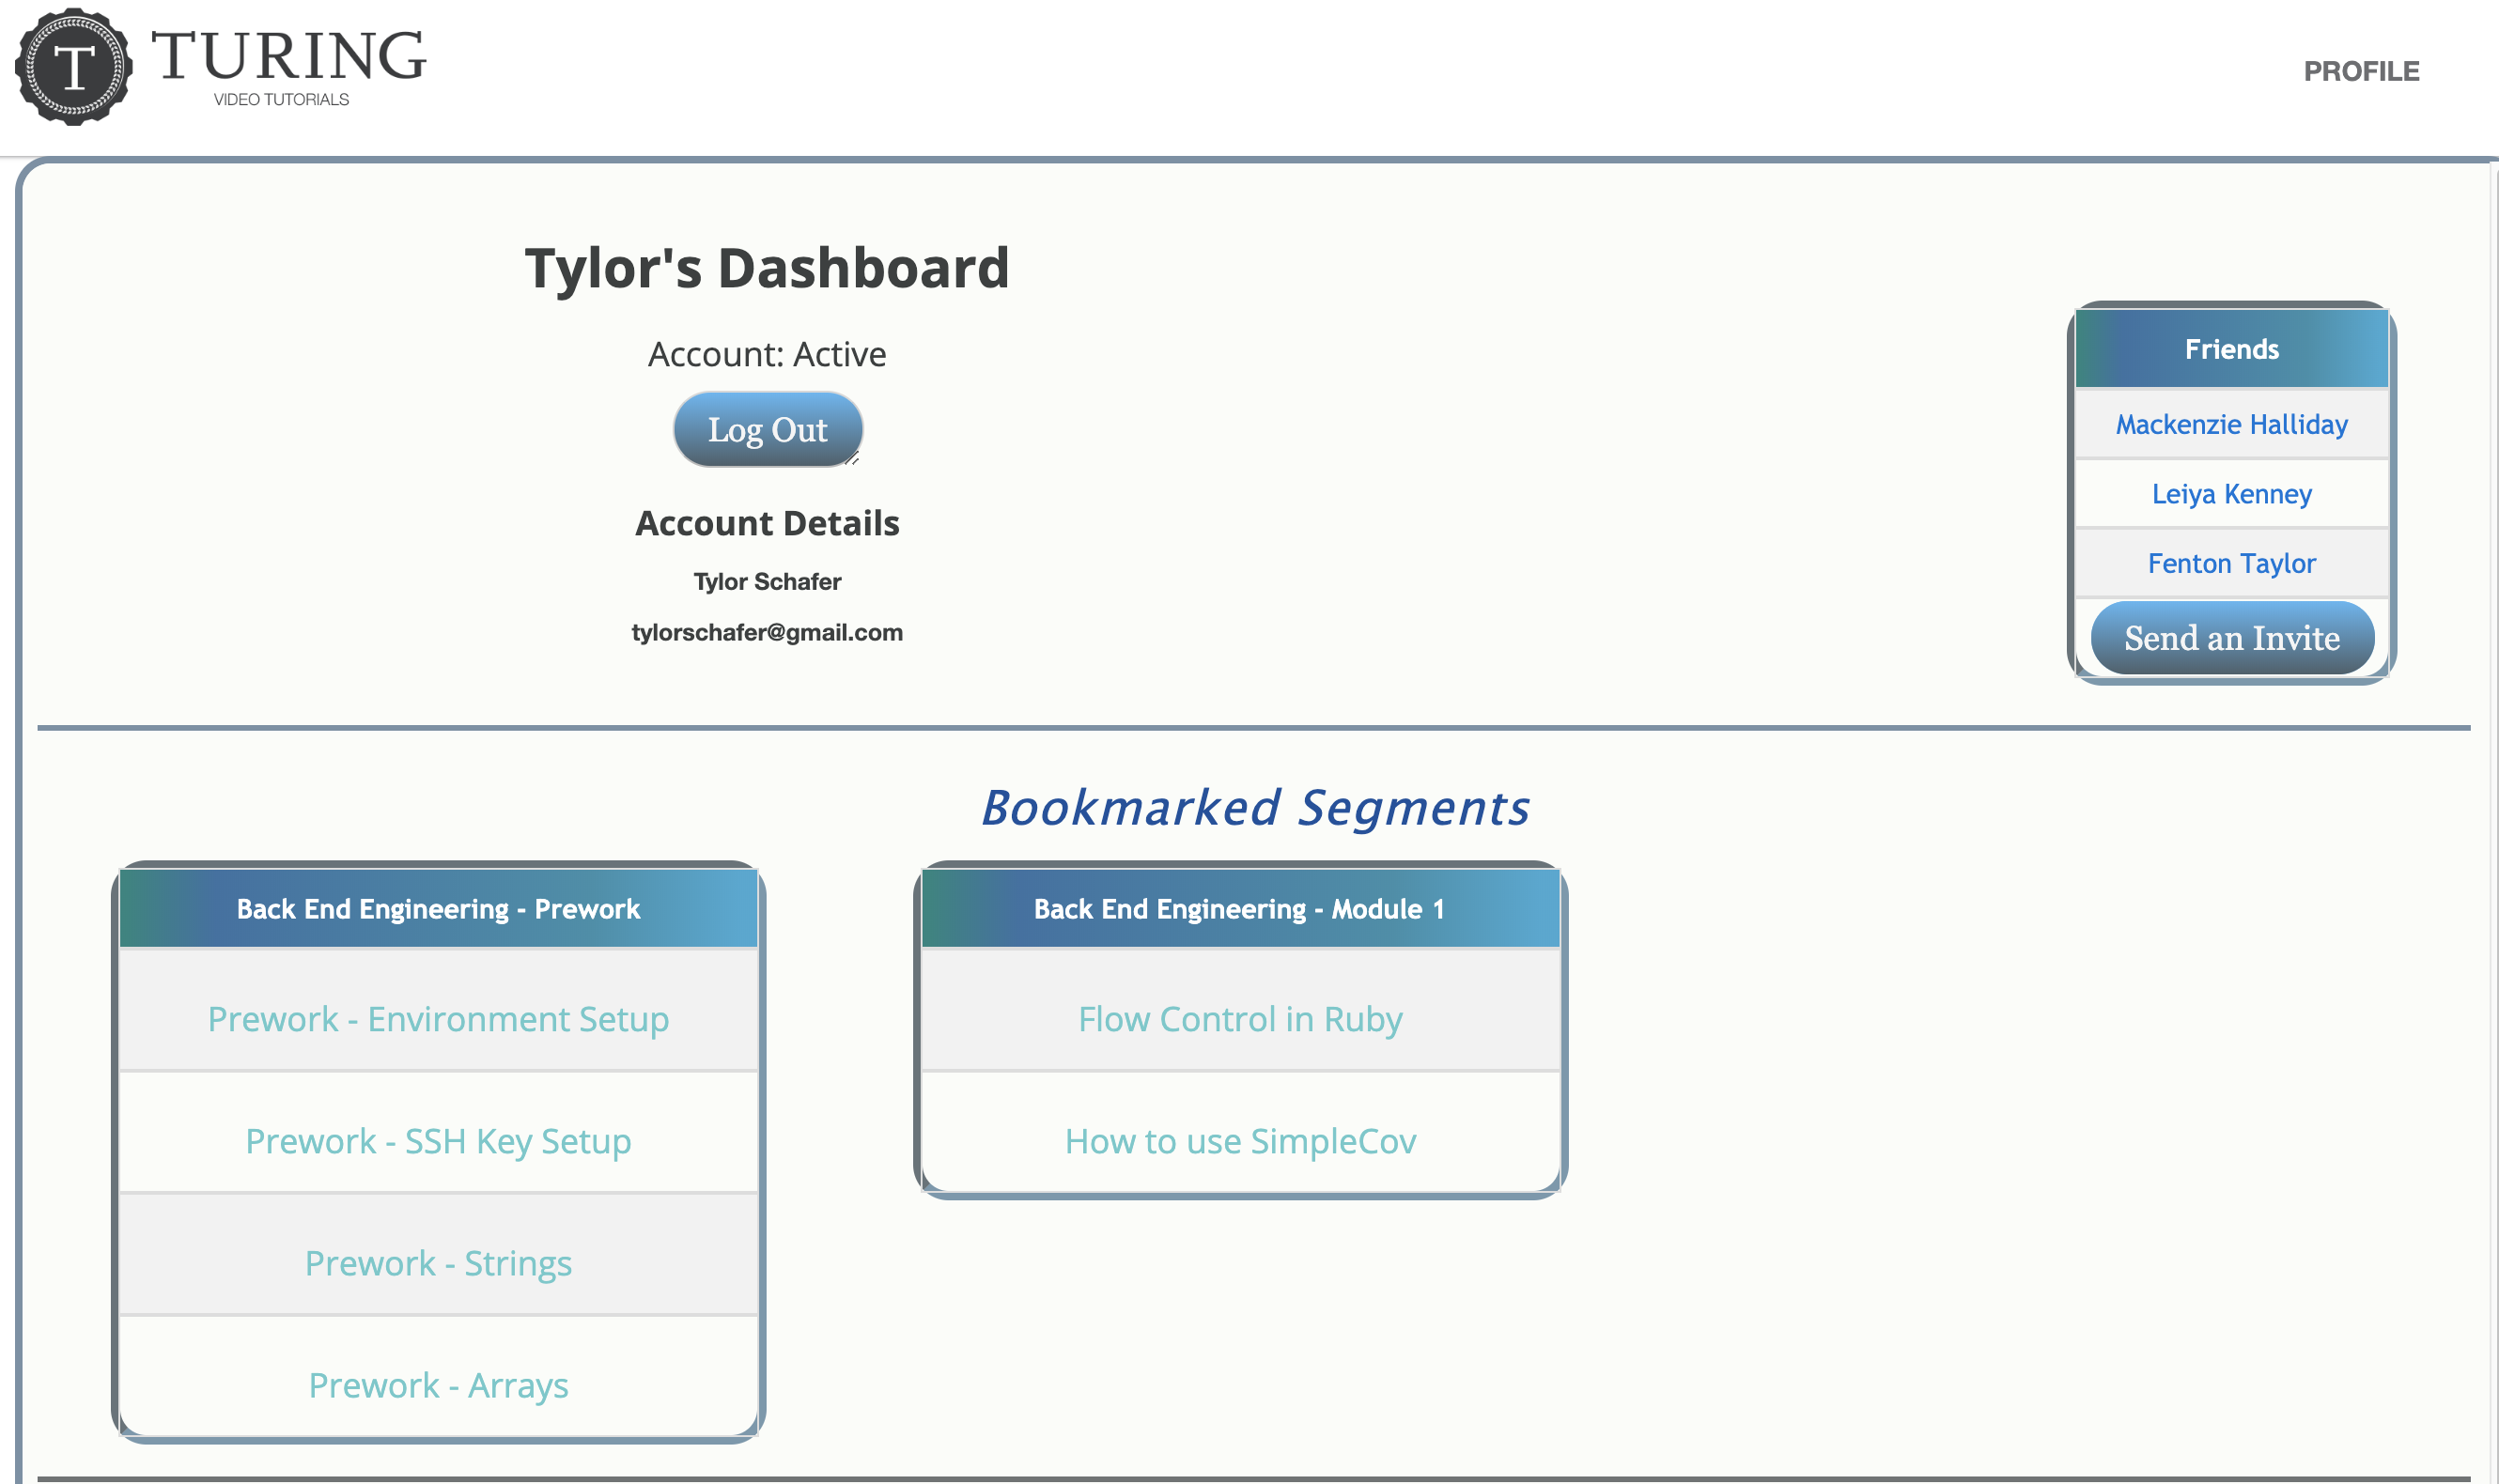 T
TURING
VIDEO TUTORIALS
PROFILE
Tylor's Dashboard
Account: Active
Log Out
Account Details
Tylor Schafer
tylorschafer@gmail.com
Friends
Mackenzie Halliday
Leiya Kenney
Fenton Taylor
Send an Invite
Bookmarked Segments
Back End Engineering - Prework
Prework - Environment Setup
Prework - SSH Key Setup
Prework - Strings
Prework - Arrays
Back End Engineering - Module 1
Flow Control in Ruby
How to use SimpleCov